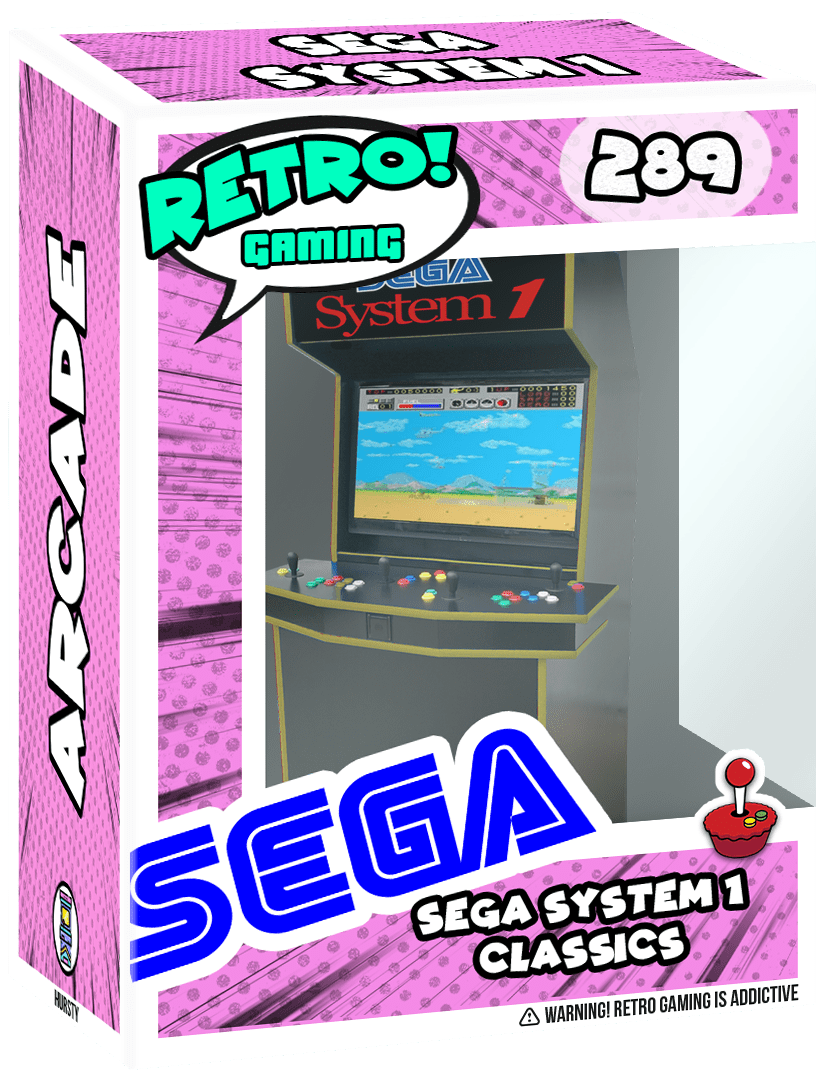 SEGA
SYSTEM 1
RETRO!
GAMING
289
ARCADE
SEGA
System 1
SEGA
SEGA SYSTEM 1
CLASSICS
HURSTY
WARNING! RETRO GAMING IS ADDICTIVE